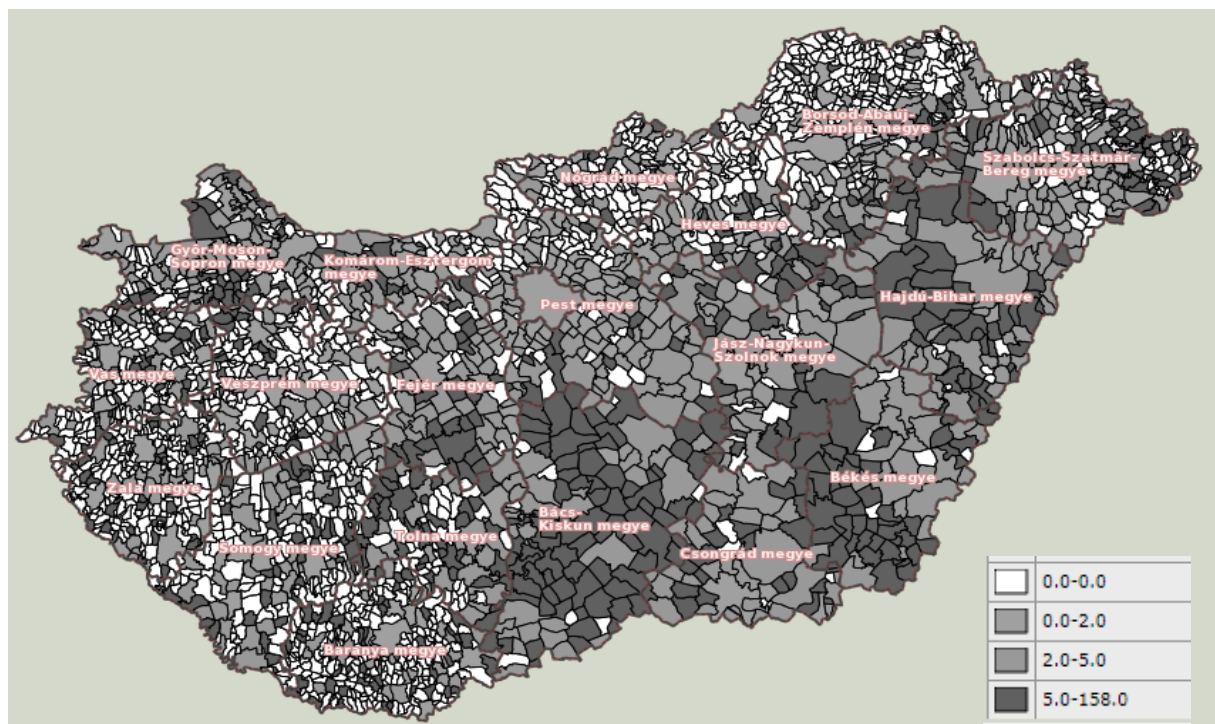 Borsod-Abaúj-
Zemplén megye
Szabolcs-Szatmár-
Bereg megye
Nógrád megye
Heves megye
Győr-Moson-
Sopron megye
Komárom-Esztergom
megye
Pest megye
Hajdú-Bihar megye
Jász-Nagykun-
Szolnok megye
Vas megye
Veszprém megye
Fejér megye
Zala megye
Békés megye
Bács-
Kiskun megye
Somogy megye
Tolna megye
Csongrád megye
Baranya megye
0.0-0.0
0.0-2.0
2.0-5.0
5.0-158.0